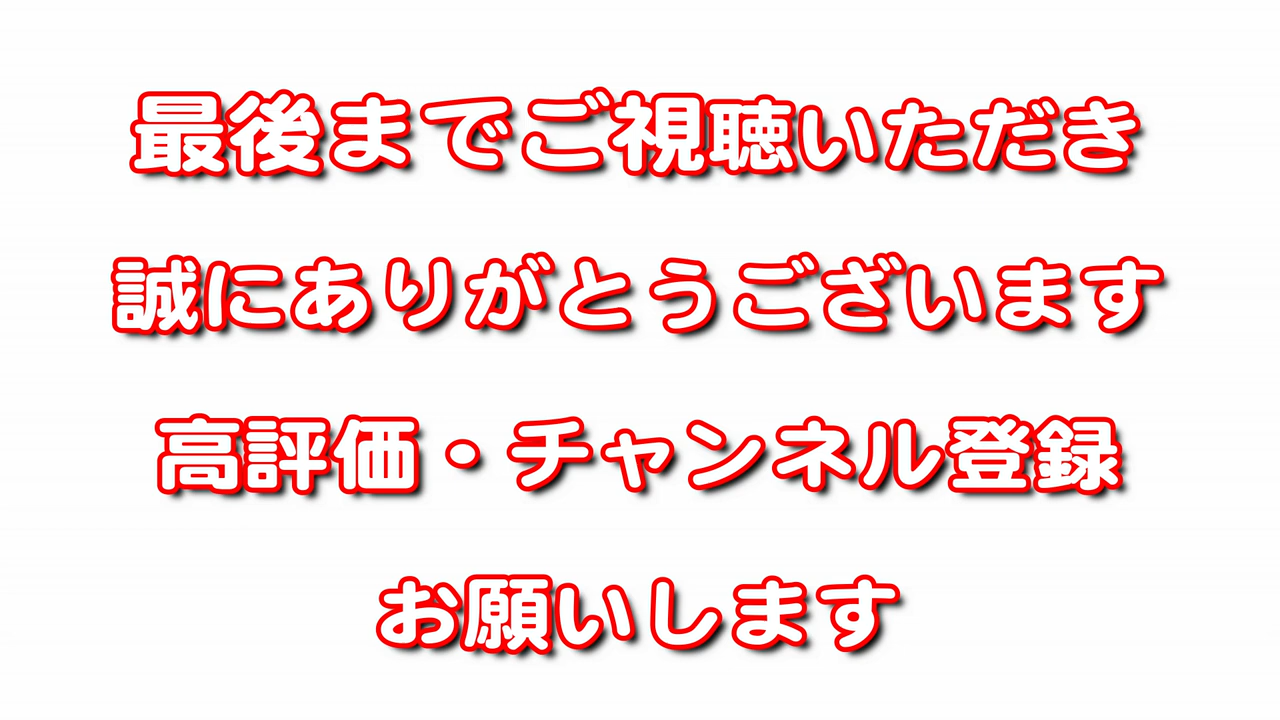 最後までご視聴いただき
誠にありがとうございます
高評価・チャンネル登録
お願いします